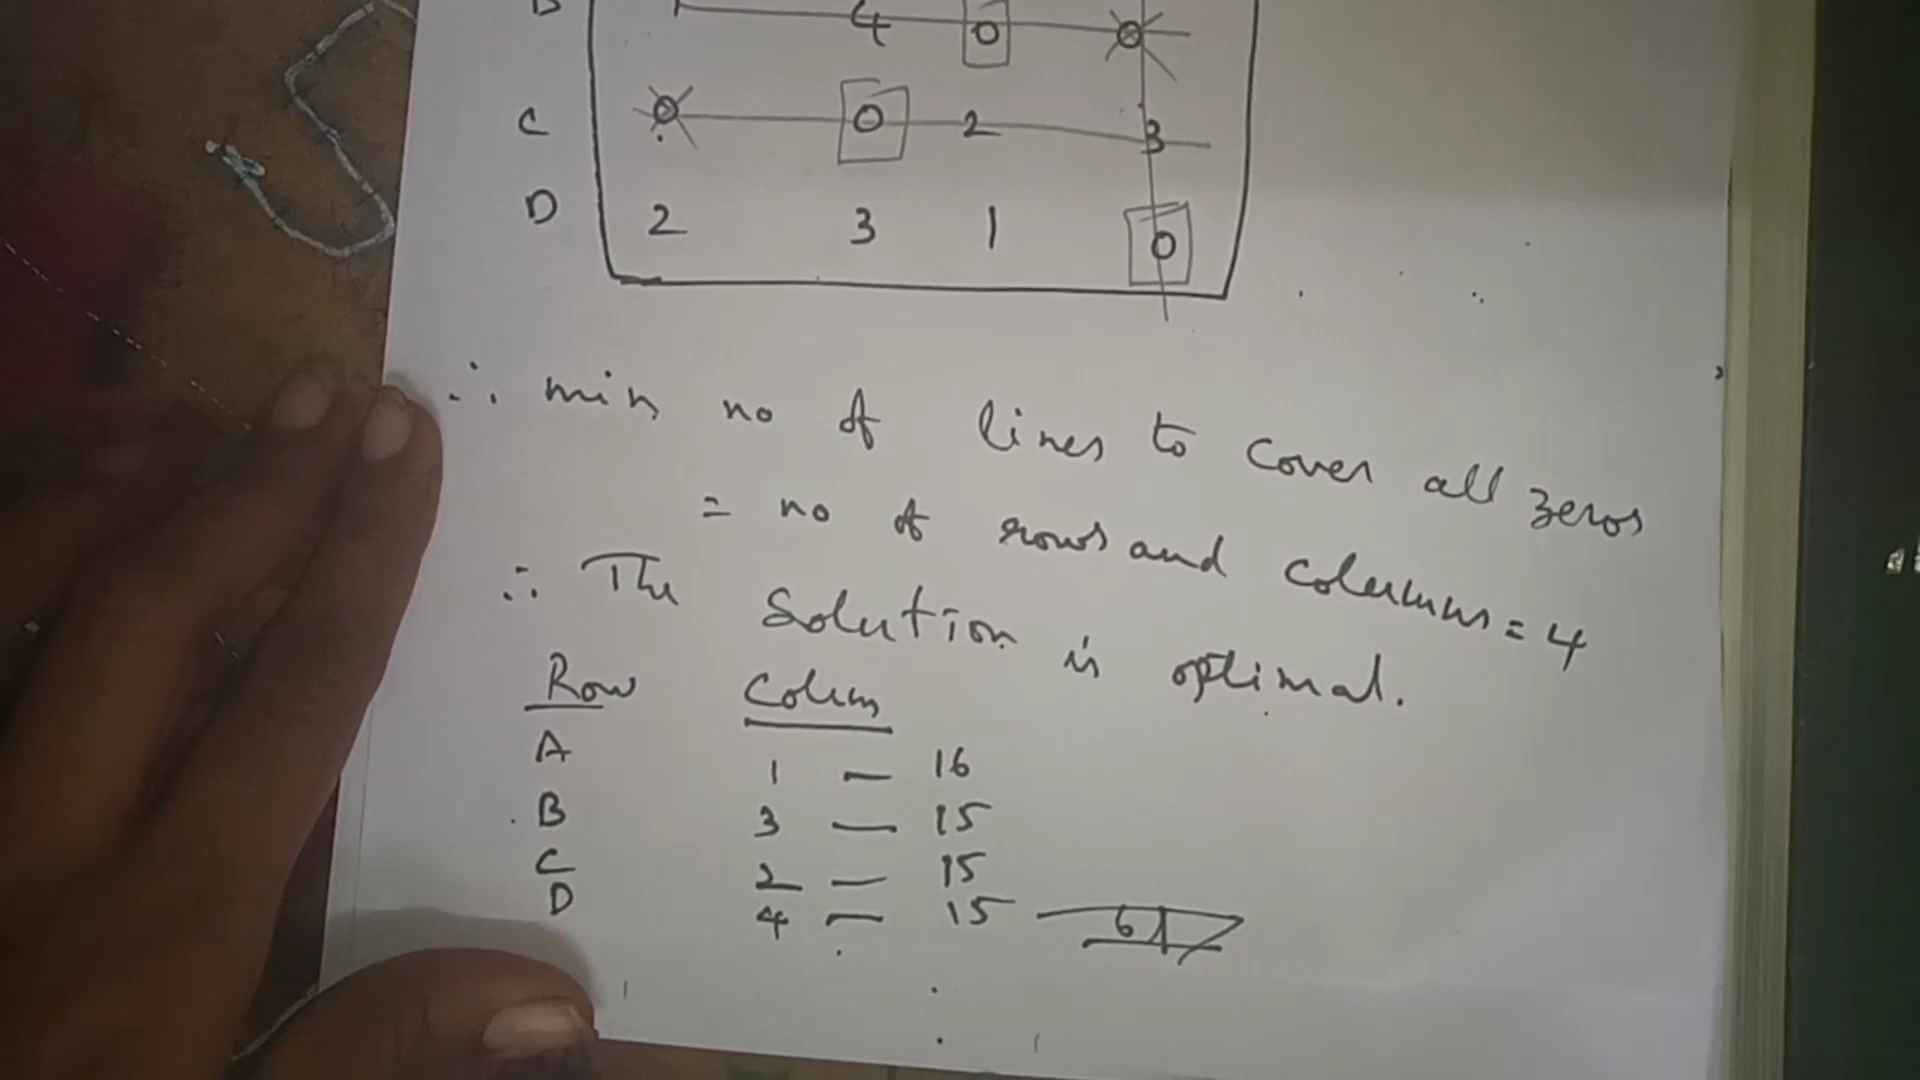 B 1 4 0 0
C 0 0 2 3
D 2 3 1 0
∴ min no of lines to cover all zeros
= no of rows and columns = 4
∴ The solution is optimal.
Row Colum
A 1 — 16
B 3 — 15
C 2 — 15
D 4 — 15 61